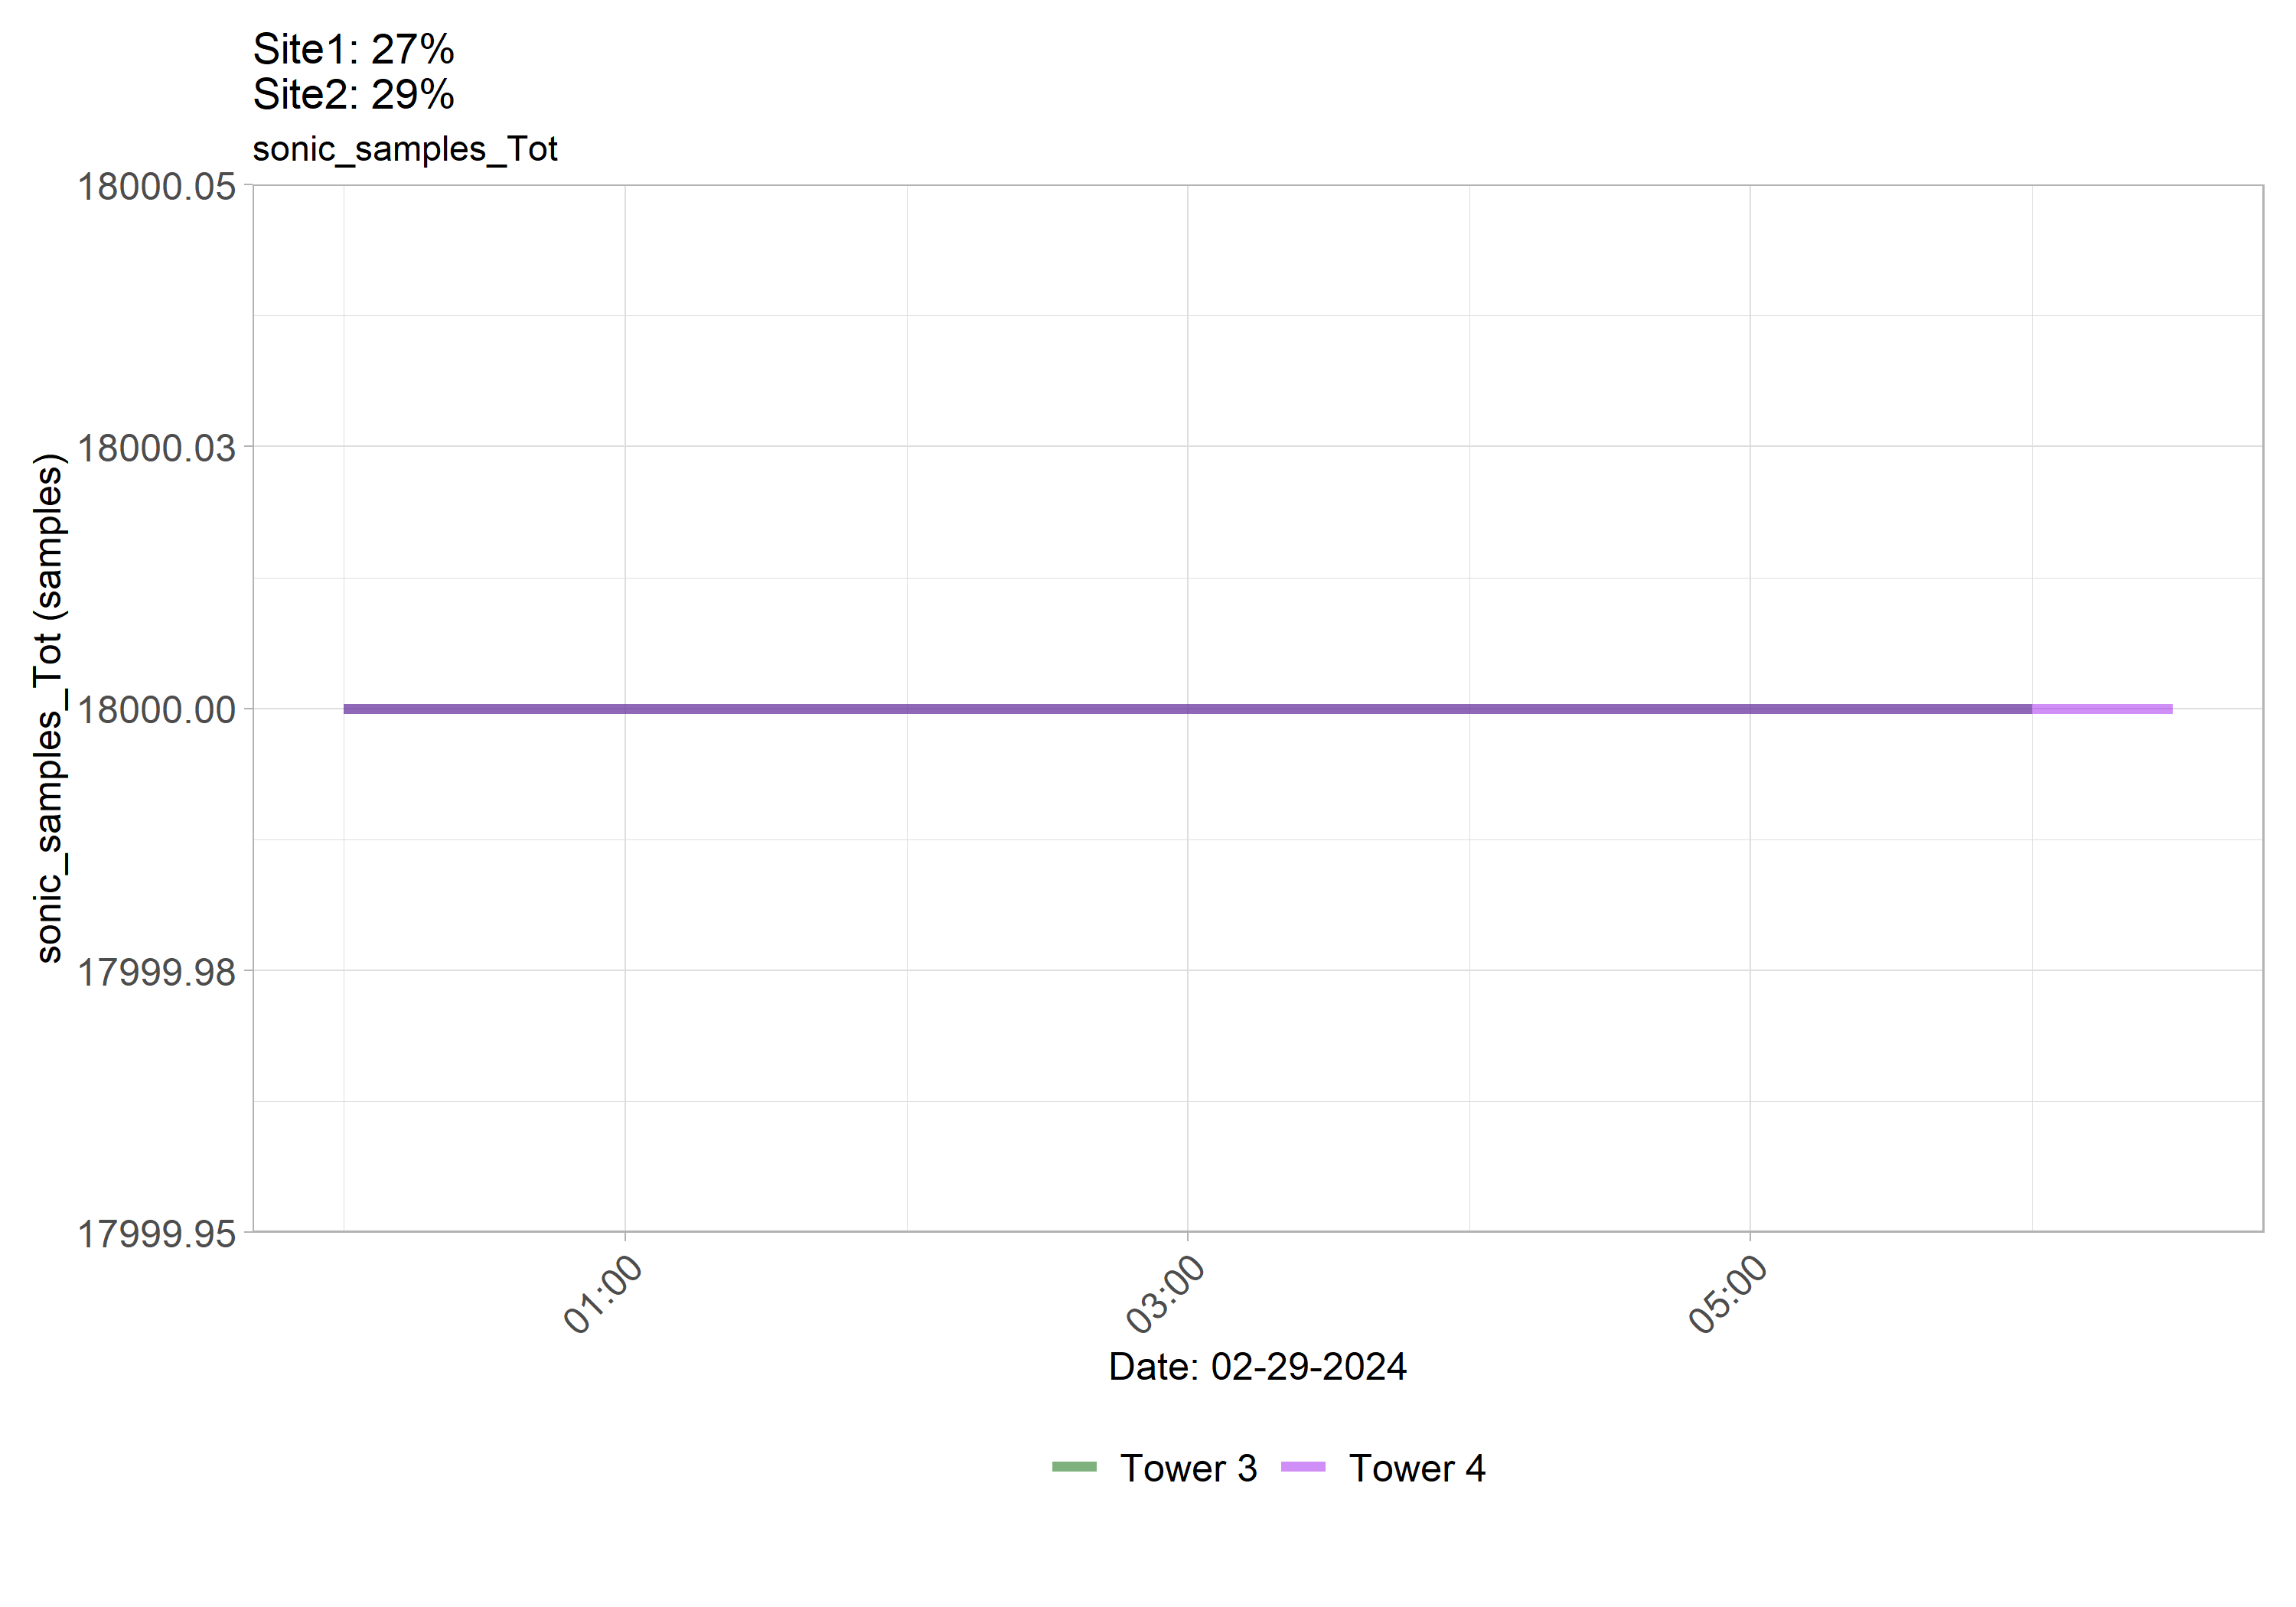 Site1: 27%
Site2: 29%
sonic_samples_Tot
18000.05
18000.03
18000.00
17999.98
17999.95
sonic_samples_Tot (samples)
01:00
03:00
05:00
Date: 02-29-2024
Tower 3
Tower 4